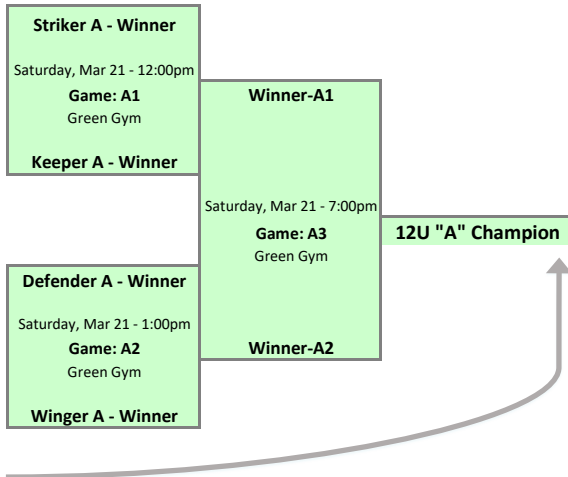 Striker A - Winner
Saturday, Mar 21 - 12:00pm
Game: A1
Green Gym
Keeper A - Winner
Winner-A1
Saturday, Mar 21 - 7:00pm
Game: A3
Green Gym
Winner-A2
12U "A" Champion
Defender A - Winner
Saturday, Mar 21 - 1:00pm
Game: A2
Green Gym
Winger A - Winner